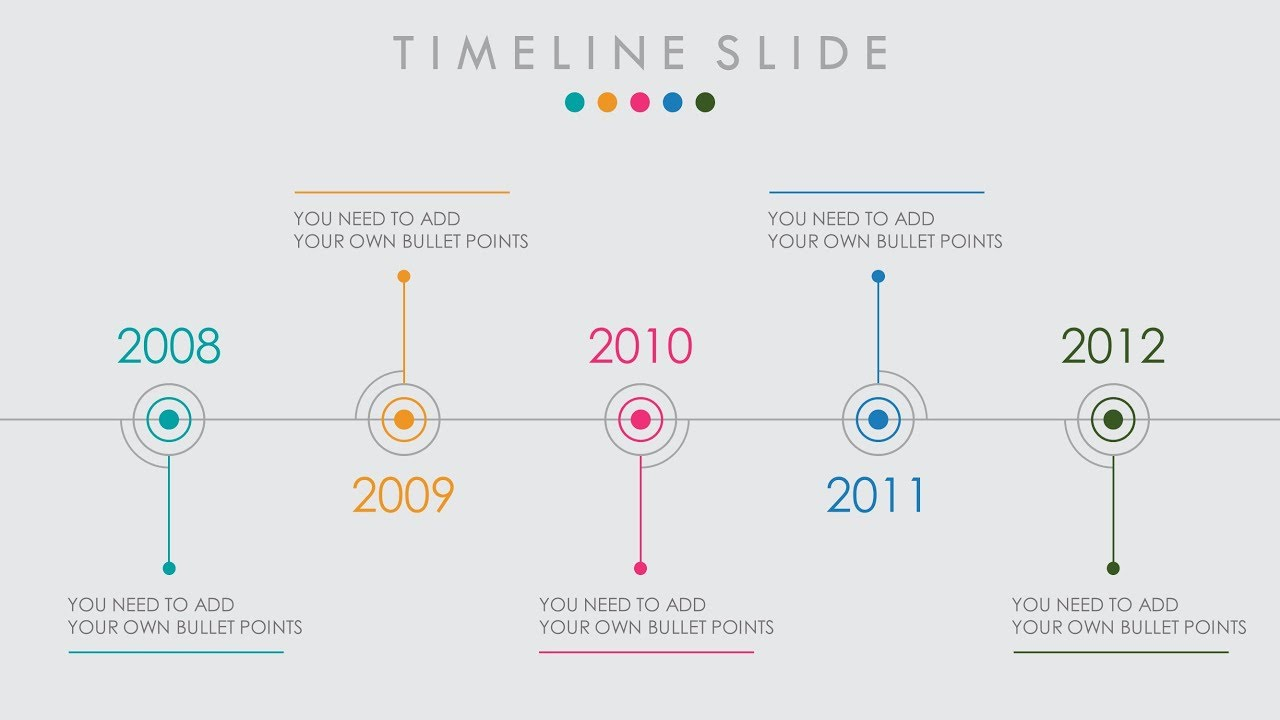 TIMELINE SLIDE
YOU NEED TO ADD
YOUR OWN BULLET POINTS
YOU NEED TO ADD
YOUR OWN BULLET POINTS
2008
2010
2012
2009
2011
YOU NEED TO ADD
YOUR OWN BULLET POINTS
YOU NEED TO ADD
YOUR OWN BULLET POINTS
YOU NEED TO ADD
YOUR OWN BULLET POINTS